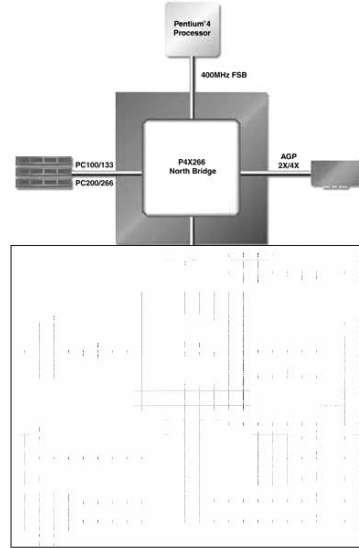 Pentium®4
Processor
400MHz FSB
PC100/133
PC200/266
P4X266
North Bridge
AGP
2X/4X